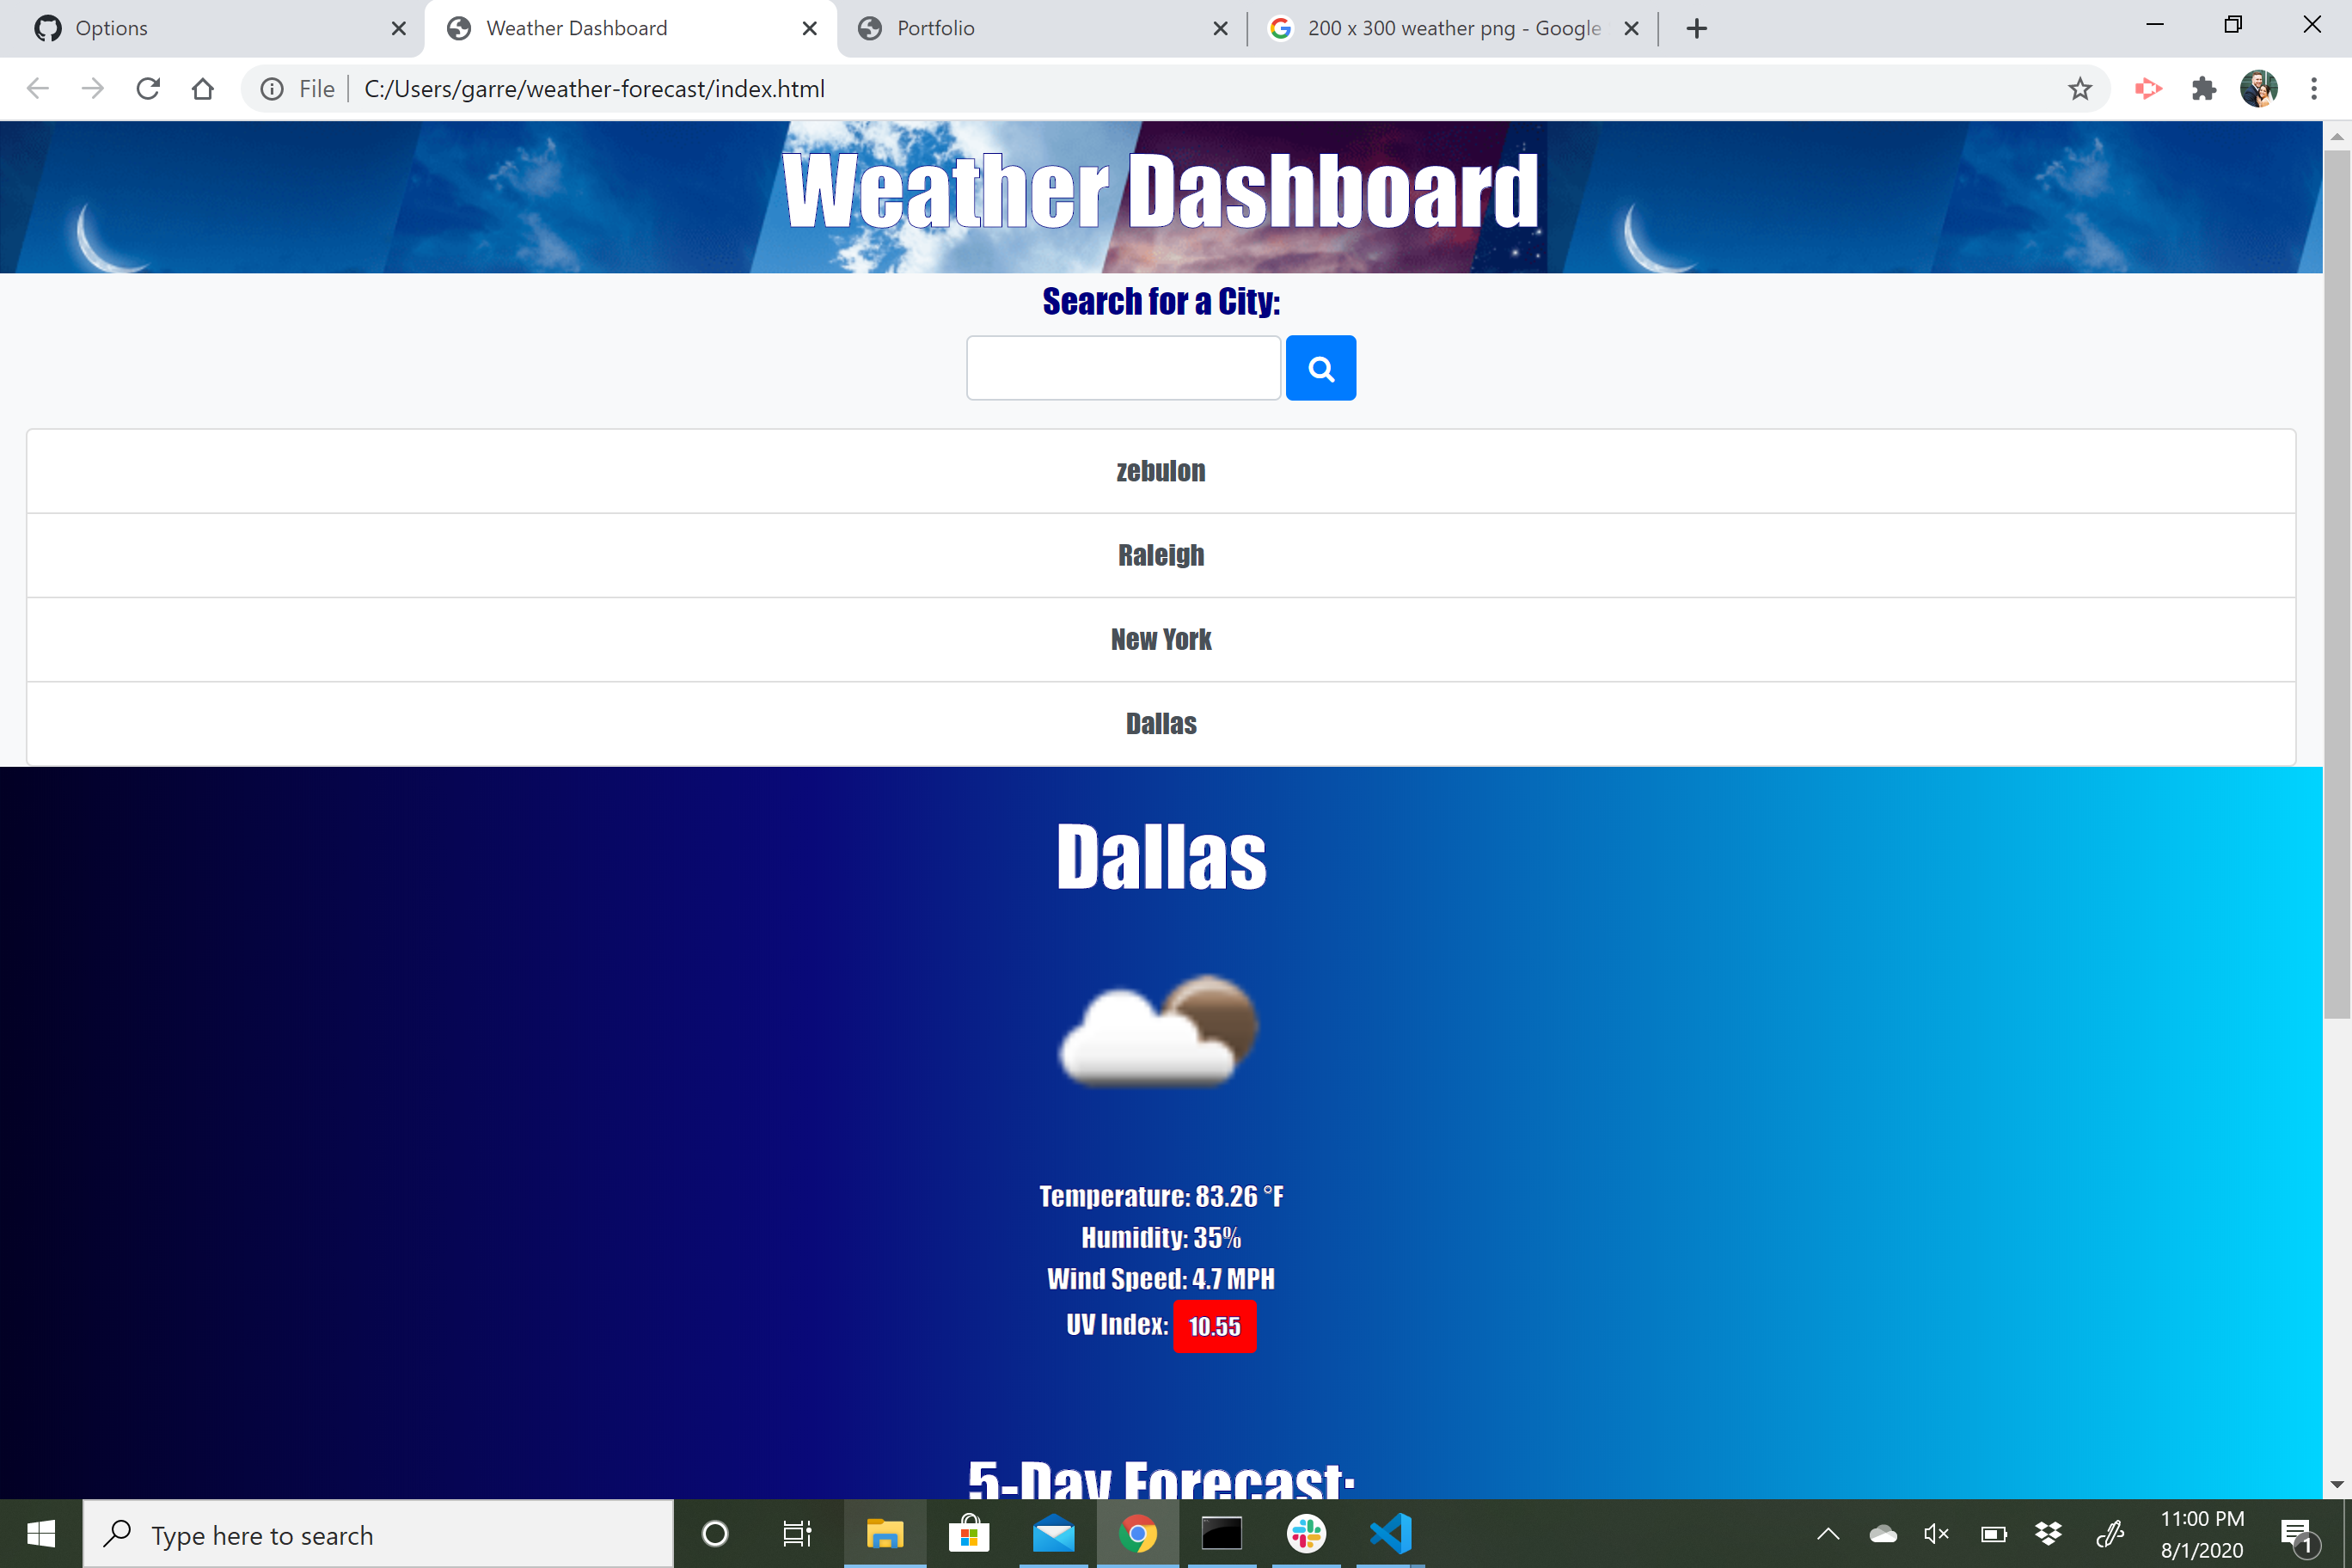 Options
Weather Dashboard
Portfolio
200 x 300 weather png - Google
File
C:/Users/garre/weather-forecast/index.html
Weather Dashboard
Search for a City:
zebulon
Raleigh
New York
Dallas
Dallas
Temperature: 83.26 °F
Humidity: 35%
Wind Speed: 4.7 MPH
UV Index: 10.55
5-Day Forecast:
Type here to search
11:00 PM
8/1/2020
1